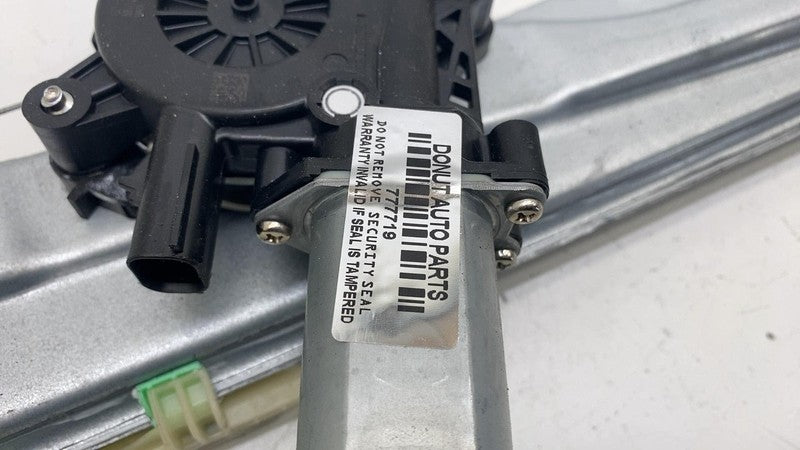 DONUT AUTO PARTS
777719
DO NOT REMOVE SECURITY SEAL
WARRANTY INVALID IF SEAL IS TAMPERED